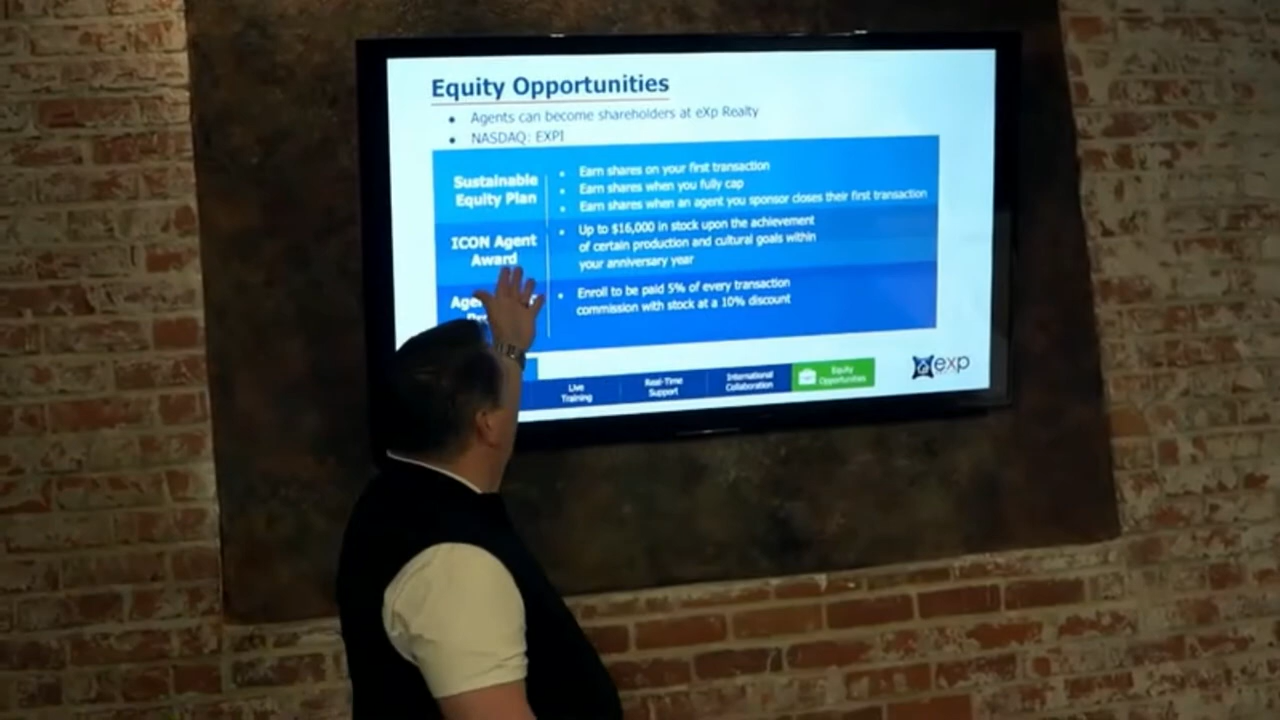 Equity Opportunities
• Agents can become shareholders at eXp Realty
• NASDAQ: EXPI
Sustainable
Equity Plan
• Earn shares on your first transaction
• Earn shares when you fully cap
• Earn shares when an agent you sponsor closes their first transaction
ICON Agent
Award
• Up to $16,000 in stock upon the achievement
of certain production and cultural goals within
your anniversary year
• Enroll to be paid 5% of every transaction
commission with stock at a 10% discount
Live
Training
Real-Time
Support
International
Collaboration
Equity
Opportunities
exp